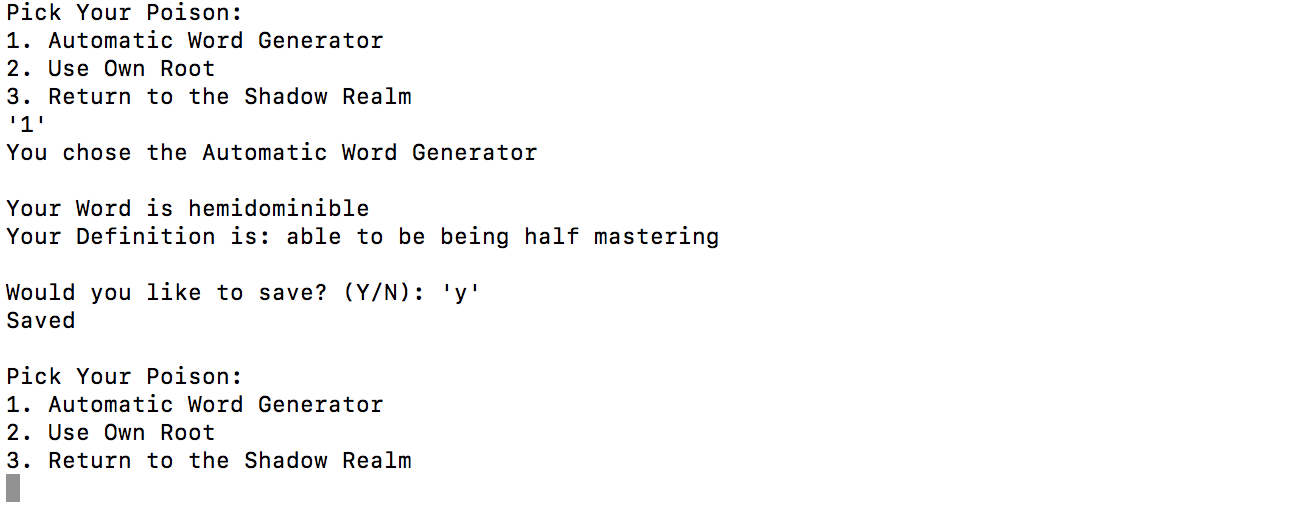 Pick Your Poison:
1. Automatic Word Generator
2. Use Own Root
3. Return to the Shadow Realm
'1'
You chose the Automatic Word Generator
Your Word is hemidominible
Your Definition is: able to be being half mastering
Would you like to save? (Y/N): 'y'
Saved
Pick Your Poison:
1. Automatic Word Generator
2. Use Own Root
3. Return to the Shadow Realm